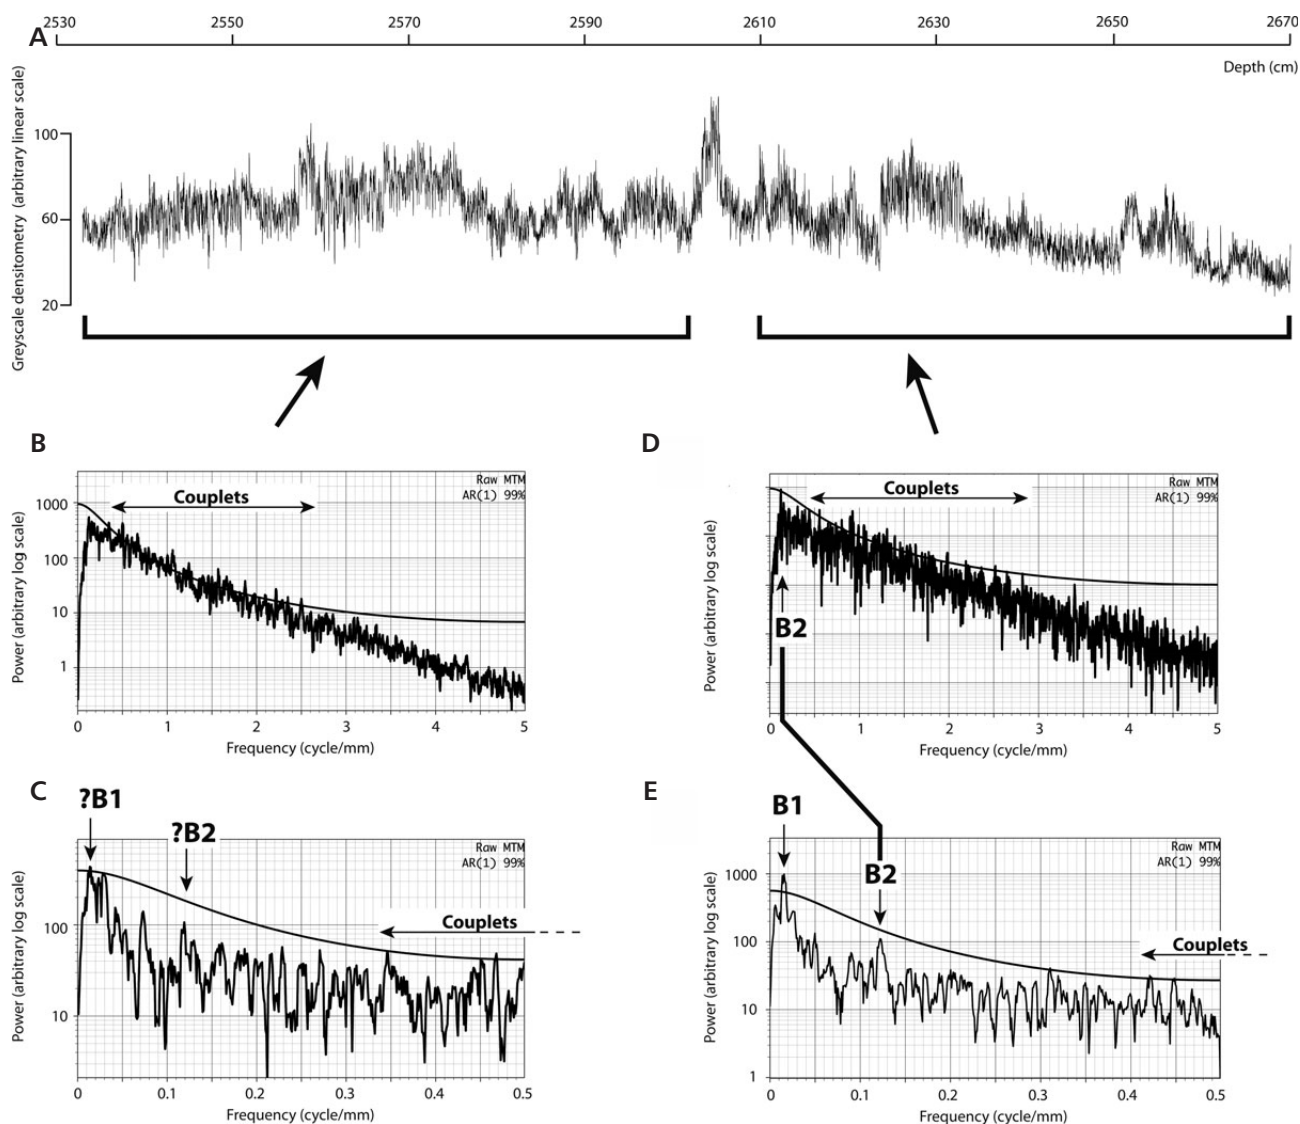 2530 2550 2570 2590 2610 2630 2650 2670
A
Depth (cm)
Greyscale densitometry (arbitrary linear scale)
100
60
20
B
Raw MTM
AR(1) 99%
Couplets
1000
100
10
1
Power (arbitrary log scale)
0 1 2 3 4 5
Frequency (cycle/mm)
D
Raw MTM
AR(1) 99%
Couplets
B2
Power (arbitrary log scale)
0 1 2 3 4 5
Frequency (cycle/mm)
C
?B1
?B2
Raw MTM
AR(1) 99%
Couplets
100
10
Power (arbitrary log scale)
0 0.1 0.2 0.3 0.4 0.5
Frequency (cycle/mm)
E
B1
B2
Raw MTM
AR(1) 99%
Couplets
1000
100
10
1
Power (arbitrary log scale)
0 0.1 0.2 0.3 0.4 0.5
Frequency (cycle/mm)